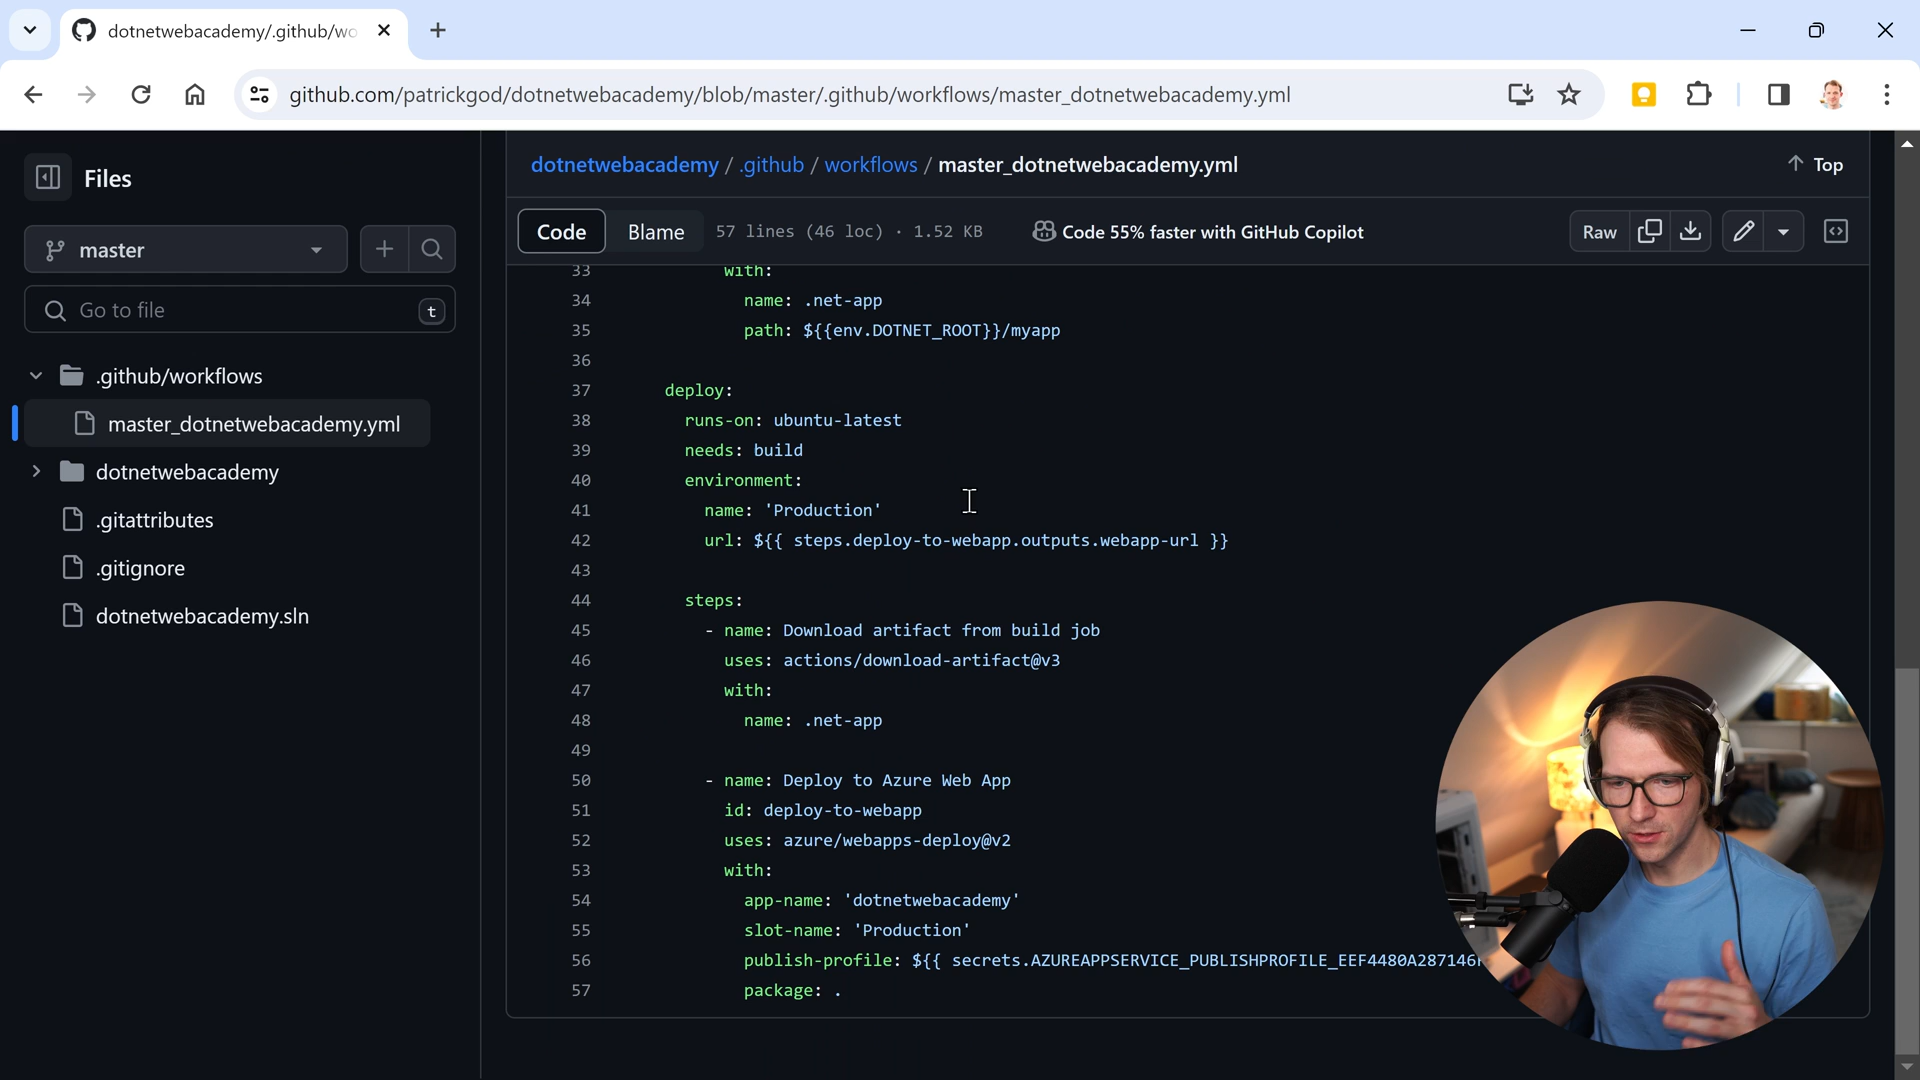 dotnetwebacademy/.github/wo
github.com/patrickgod/dotnetwebacademy/blob/master/.github/workflows/master_dotnetwebacademy.yml
Files
master
Go to file
t
.github/workflows
master_dotnetwebacademy.yml
dotnetwebacademy
.gitattributes
.gitignore
dotnetwebacademy.sln
dotnetwebacademy / .github / workflows / master_dotnetwebacademy.yml
Top
Code Blame 57 lines (46 loc) · 1.52 KB Code 55% faster with GitHub Copilot Raw
33 with:
34 name: .net-app
35 path: ${{env.DOTNET_ROOT}}/myapp
36
37 deploy:
38 runs-on: ubuntu-latest
39 needs: build
40 environment:
41 name: 'Production'
42 url: ${{ steps.deploy-to-webapp.outputs.webapp-url }}
43
44 steps:
45 - name: Download artifact from build job
46 uses: actions/download-artifact@v3
47 with:
48 name: .net-app
49
50 - name: Deploy to Azure Web App
51 id: deploy-to-webapp
52 uses: azure/webapps-deploy@v2
53 with:
54 app-name: 'dotnetwebacademy'
55 slot-name: 'Production'
56 publish-profile: ${{ secrets.AZUREAPPSERVICE_PUBLISHPROFILE_EEF4480A287146
57 package: .